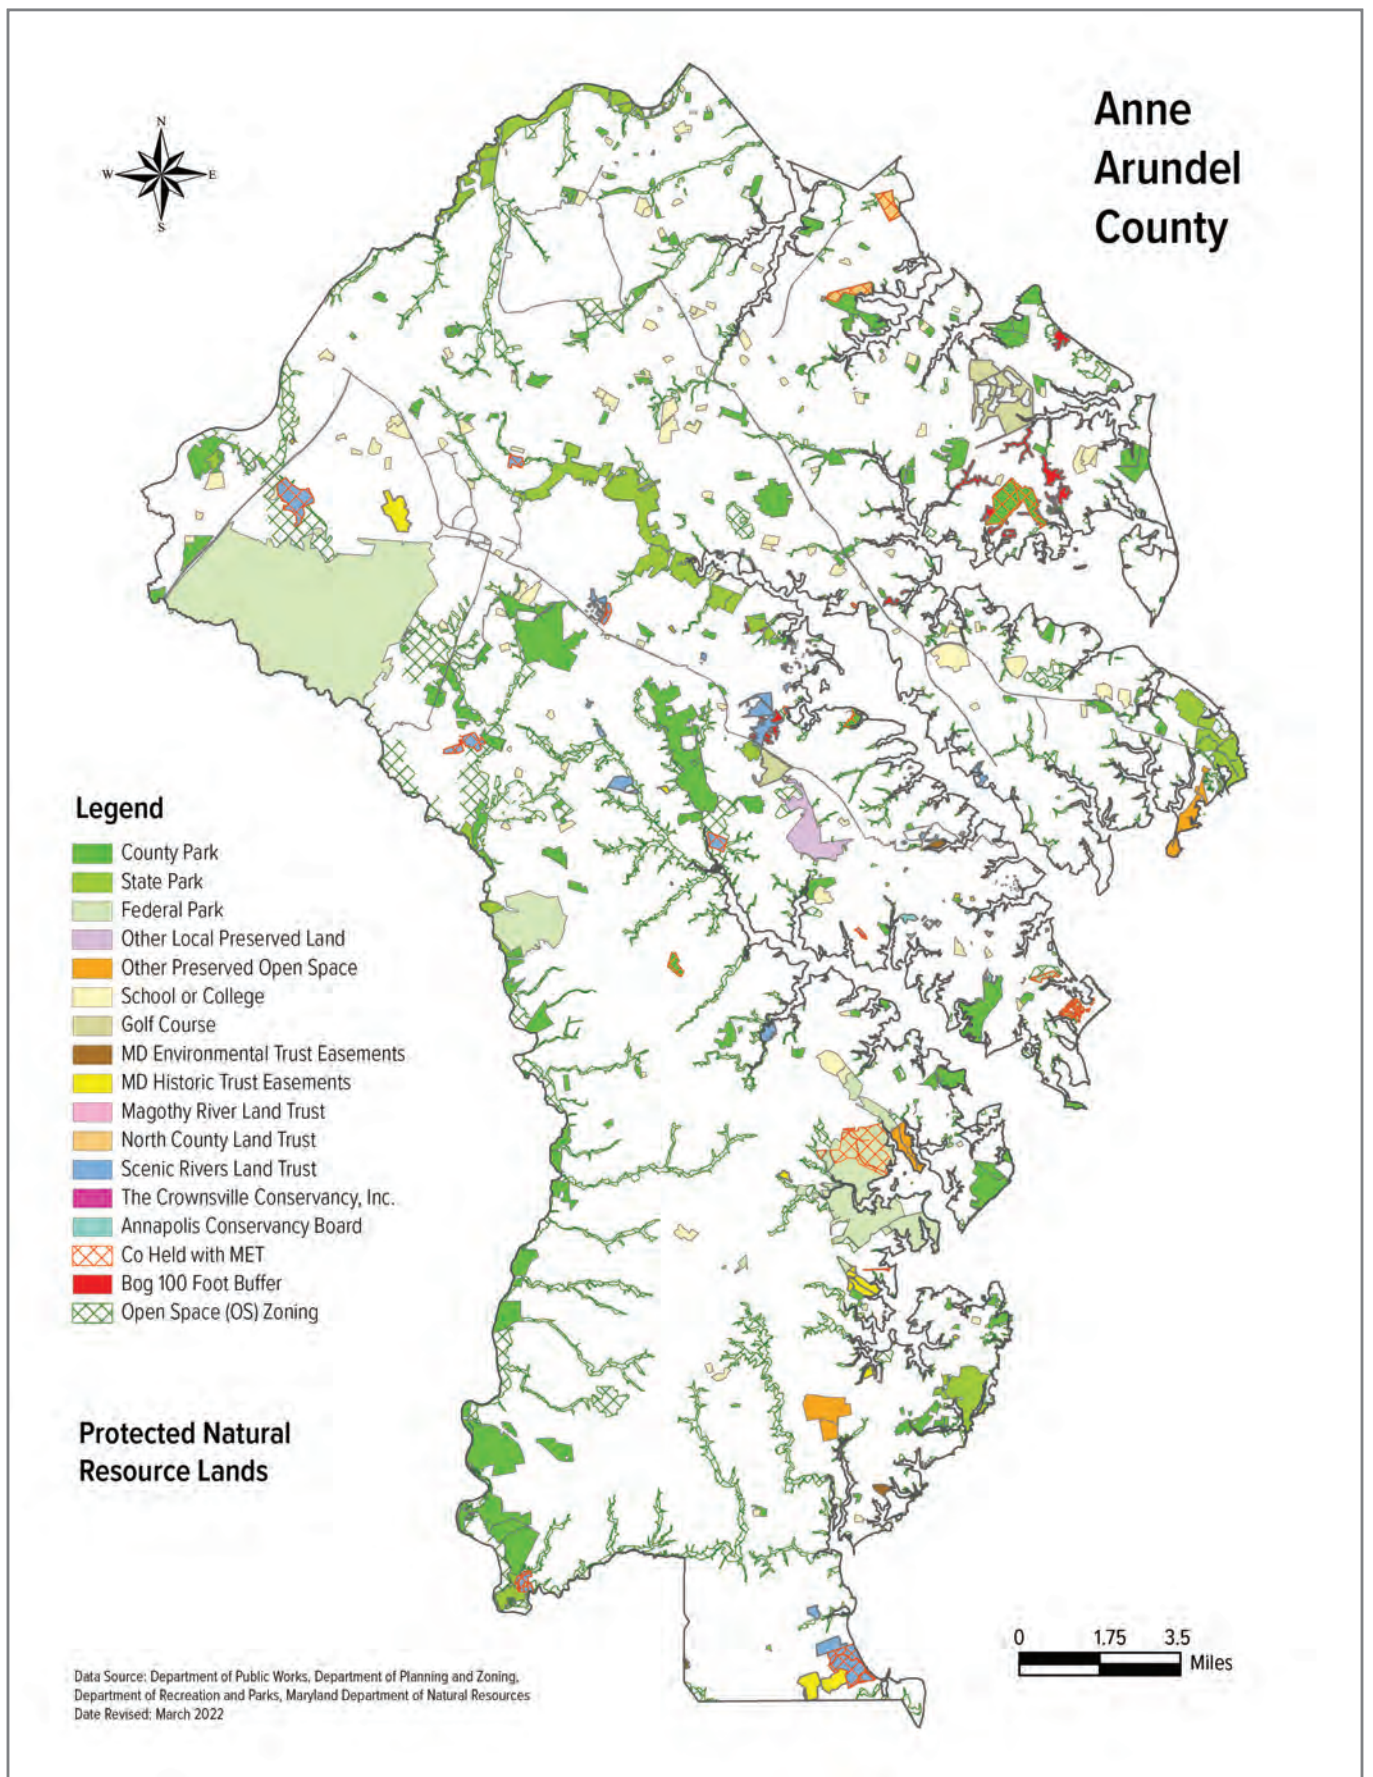 Anne
Arundel
County
N
W E
S
Legend
County Park
State Park
Federal Park
Other Local Preserved Land
Other Preserved Open Space
School or College
Golf Course
MD Environmental Trust Easements
MD Historic Trust Easements
Magothy River Land Trust
North County Land Trust
Scenic Rivers Land Trust
The Crownsville Conservancy, Inc.
Annapolis Conservancy Board
Co Held with MET
Bog 100 Foot Buffer
Open Space (OS) Zoning
Protected Natural
Resource Lands
0 1.75 3.5
Miles
Data Source: Department of Public Works, Department of Planning and Zoning,
Department of Recreation and Parks, Maryland Department of Natural Resources
Date Revised: March 2022